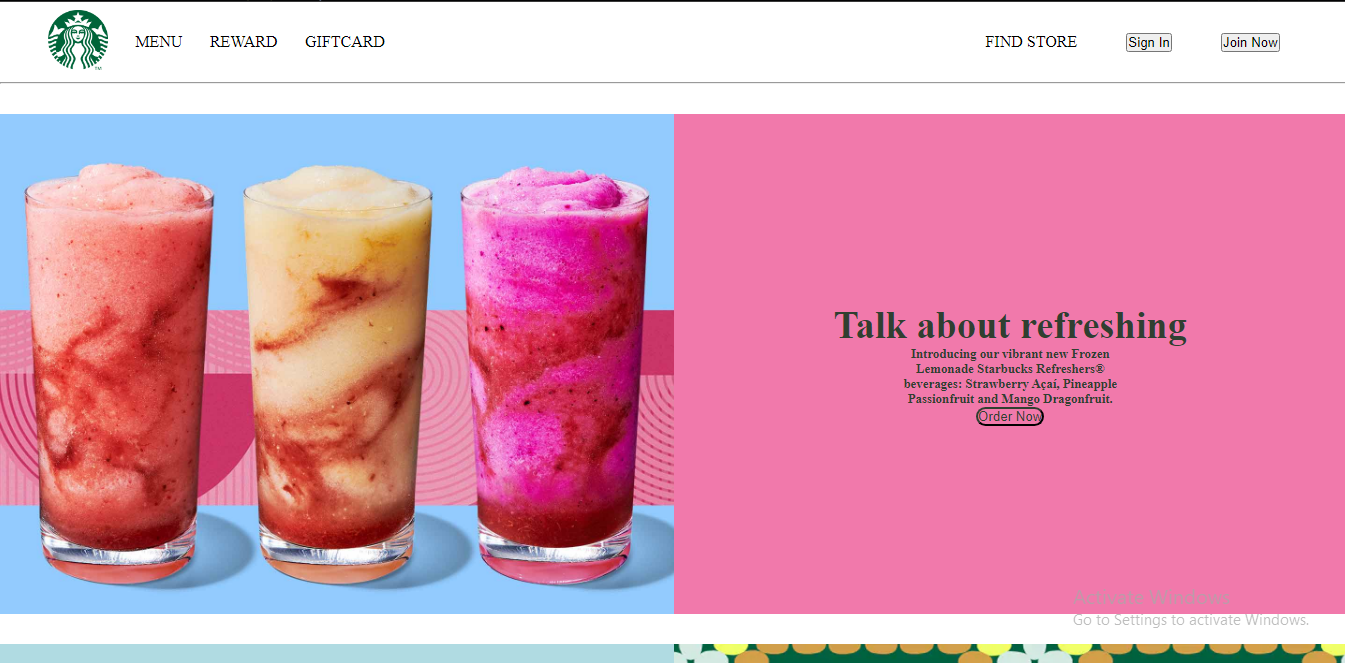 MENU REWARD GIFTCARD FIND STORE Sign In Join Now
Talk about refreshing
Introducing our vibrant new Frozen
Lemonade Starbucks Refreshers®
beverages: Strawberry Açaí, Pineapple
Passionfruit and Mango Dragonfruit.
Order Now
Activate Windows
Go to Settings to activate Windows.